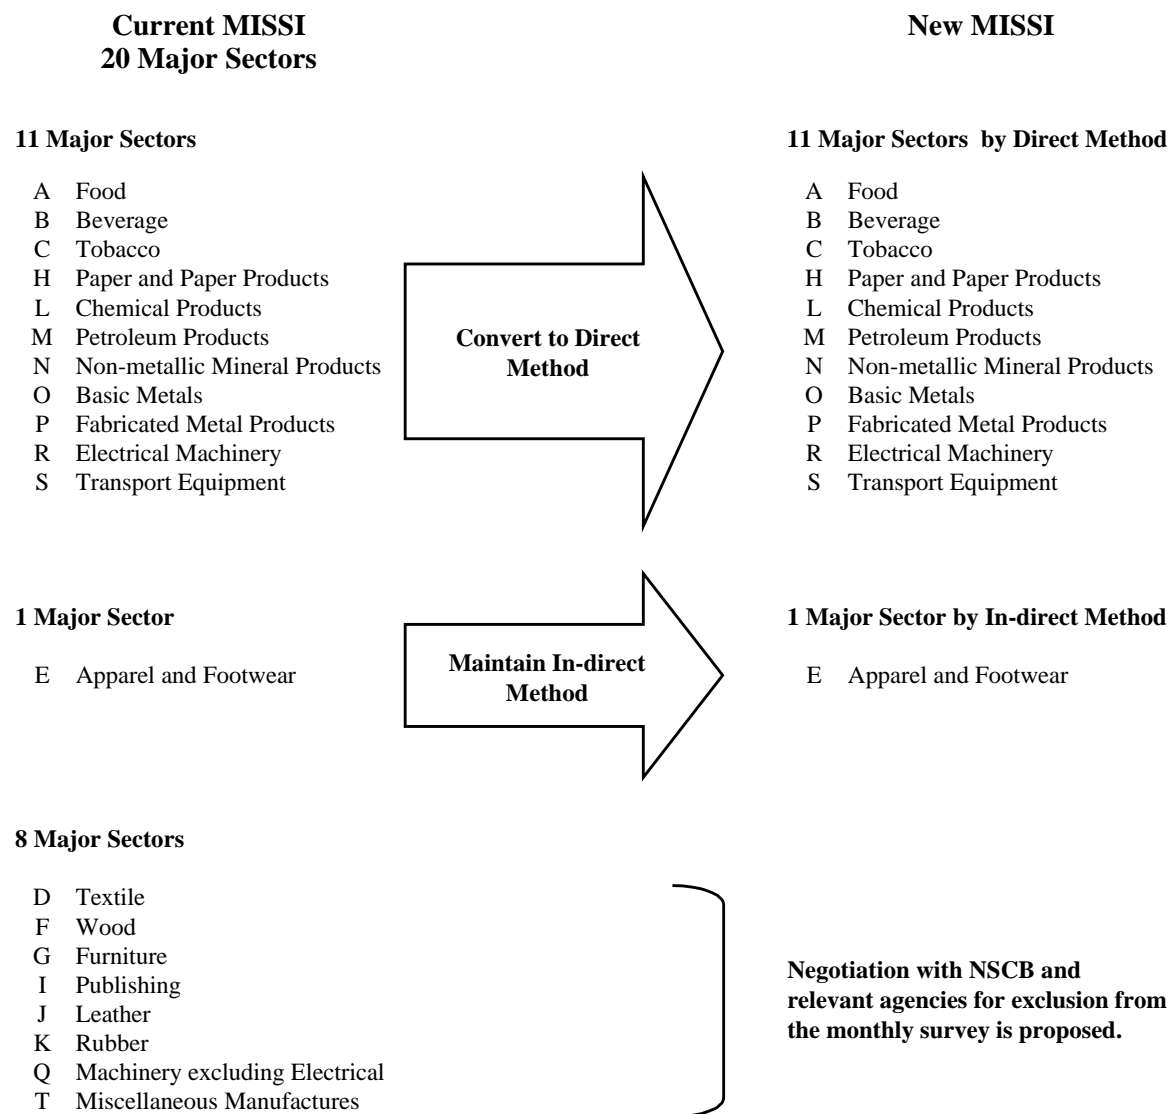 Current MISSI
20 Major Sectors
New MISSI
11 Major Sectors
11 Major Sectors by Direct Method
A Food
B Beverage
C Tobacco
H Paper and Paper Products
L Chemical Products
M Petroleum Products
N Non-metallic Mineral Products
O Basic Metals
P Fabricated Metal Products
R Electrical Machinery
S Transport Equipment
Convert to Direct
Method
A Food
B Beverage
C Tobacco
H Paper and Paper Products
L Chemical Products
M Petroleum Products
N Non-metallic Mineral Products
O Basic Metals
P Fabricated Metal Products
R Electrical Machinery
S Transport Equipment
1 Major Sector
E Apparel and Footwear
Maintain In-direct
Method
1 Major Sector by In-direct Method
E Apparel and Footwear
8 Major Sectors
D Textile
F Wood
G Furniture
I Publishing
J Leather
K Rubber
Q Machinery excluding Electrical
T Miscellaneous Manufactures
Negotiation with NSCB and
relevant agencies for exclusion from
the monthly survey is proposed.